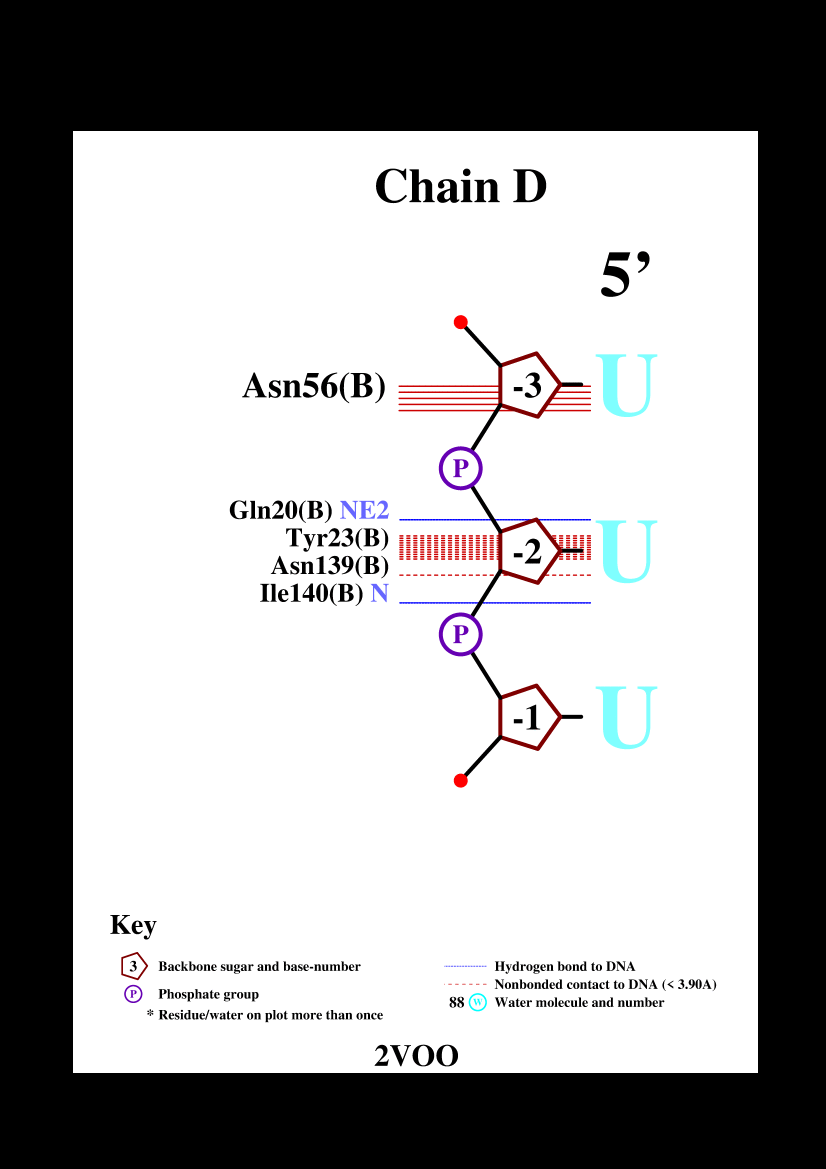 Chain D
5’
Asn56(B)
-3
U
P
Gln20(B) NE2
Tyr23(B)
-2
U
Asn139(B)
Ile140(B) N
P
-1
U
Key
3 Backbone sugar and base-number
P Phosphate group
* Residue/water on plot more than once
Hydrogen bond to DNA
Nonbonded contact to DNA (< 3.90A)
88 W Water molecule and number
2VOO